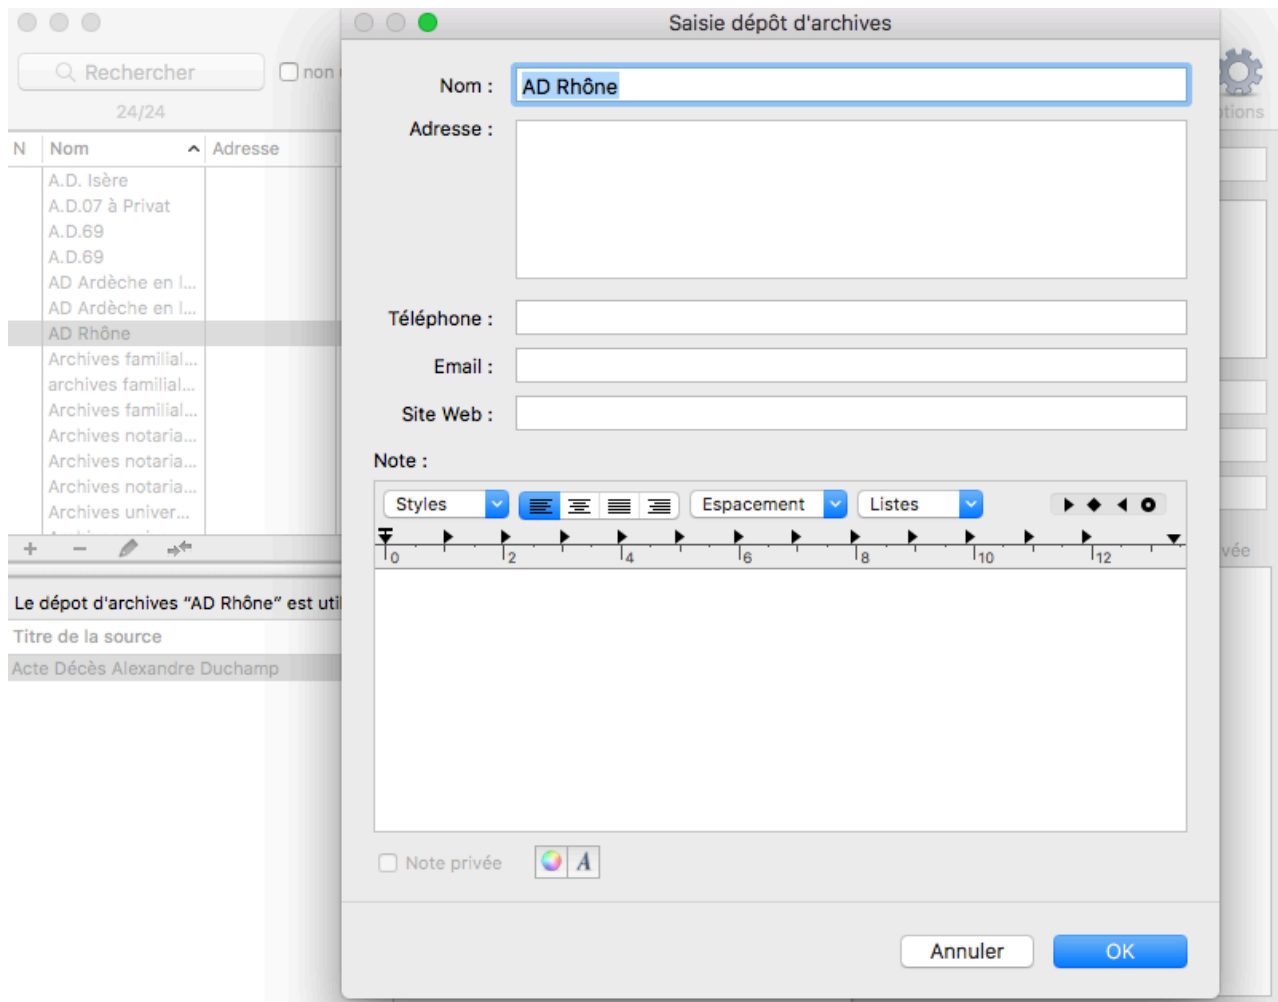 Saisie dépôt d'archives
Rechercher
non
24/24
N Nom Adresse
A.D. Isère
A.D.07 à Privat
A.D.69
A.D.69
AD Ardèche en l...
AD Ardèche en l...
AD Rhône
Archives familial...
archives familial...
Archives familial...
Archives notaria...
Archives notaria...
Archives notaria...
Archives univer...
Le dépot d'archives “AD Rhône” est uti
Titre de la source
Acte Décès Alexandre Duchamp
Nom : AD Rhône
Adresse :
Téléphone :
Email :
Site Web :
Note :
Styles Espacement Listes
0 2 4 6 8 10 12
Note privée A
Annuler OK
tions
vée